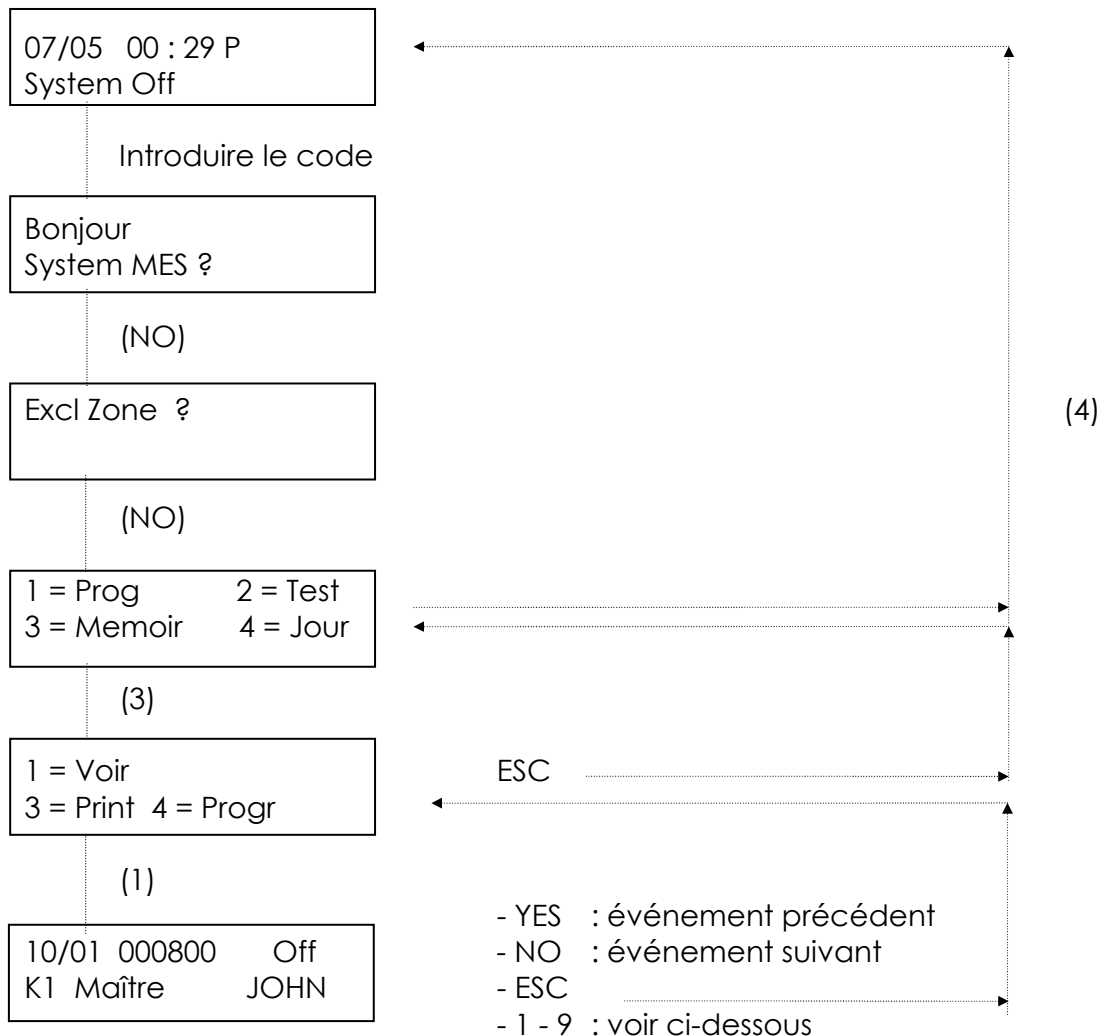 07/05 00 : 29 P
System Off
Introduire le code
Bonjour
System MES ?
(NO)
Excl Zone ?
(4)
(NO)
1 = Prog 2 = Test
3 = Memoir 4 = Jour
(3)
1 = Voir
3 = Print 4 = Progr
ESC
(1)
10/01 000800 Off
K1 Maître JOHN
- YES : événement précédent
- NO : événement suivant
- ESC
- 1 - 9 : voir ci-dessous